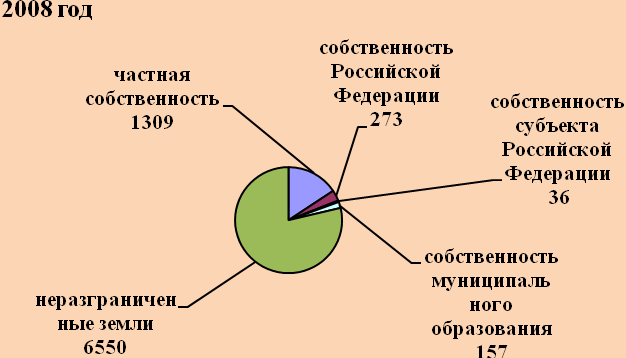 2008 год
частная
собственность
1309
собственность
Российской
Федерации
273
собственность
субъекта
Российской
Федерации
36
собственность
муниципаль
ного
образования
157
неразграничен
ные земли
6550